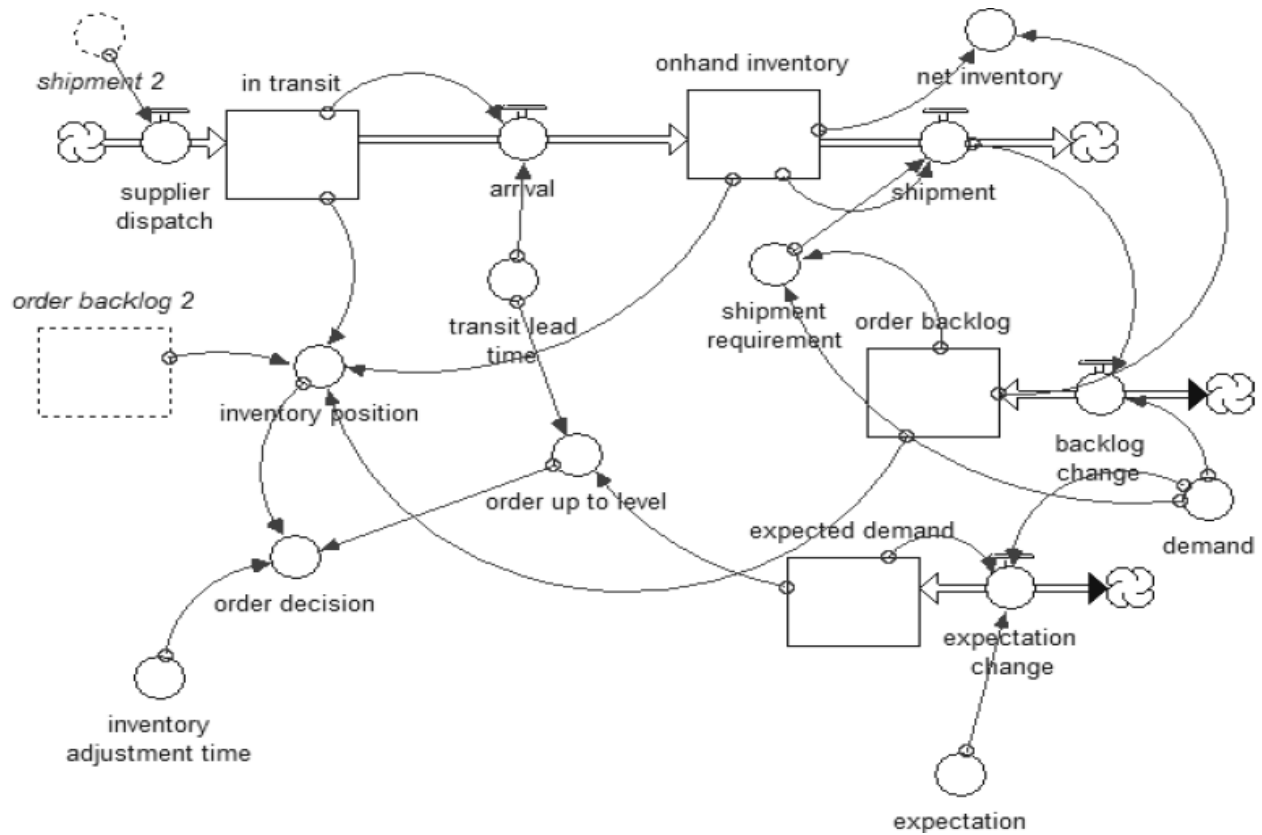 shipment 2
in transit
onhand inventory
net inventory
supplier
dispatch
arrival
shipment
order backlog 2
transit lead
time
shipment
requirement
order backlog
inventory position
backlog
change
order up to level
expected demand
demand
order decision
expectation
change
inventory
adjustment time
expectation